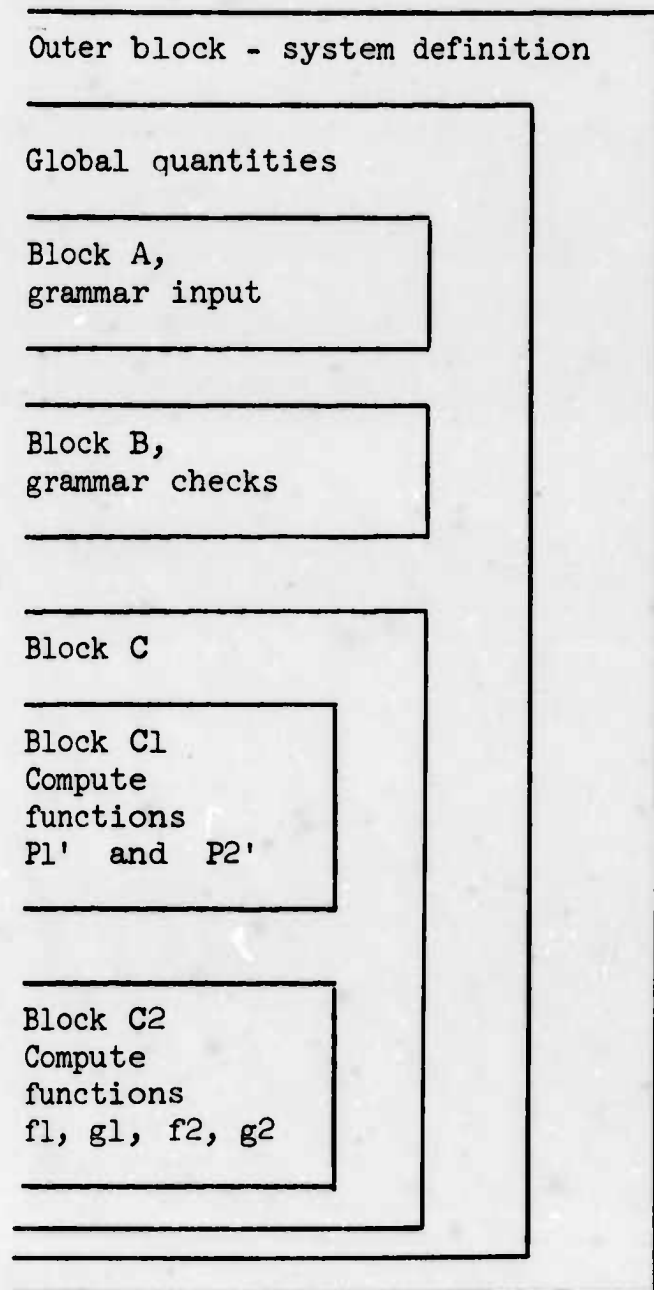 Outer block - system definition
Global quantities
Block A,
grammar input
Block B,
grammar checks
Block C
Block C1
Compute
functions
P1' and P2'
Block C2
Compute
functions
f1, g1, f2, g2